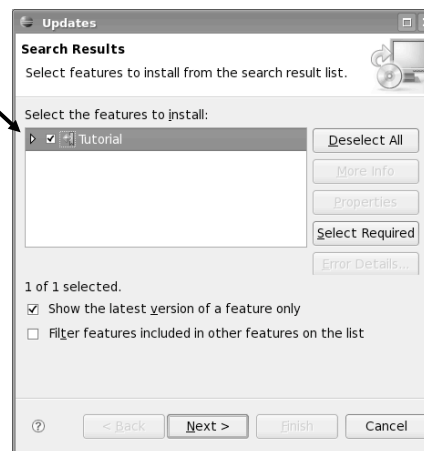 Updates
Search Results
Select features to install from the search result list.
Select the features to install:
Tutorial
Deselect All
More Info
Properties
Select Required
Error Details...
1 of 1 selected.
Show the latest version of a feature only
Filter features included in other features on the list
< Back
Next >
Finish
Cancel